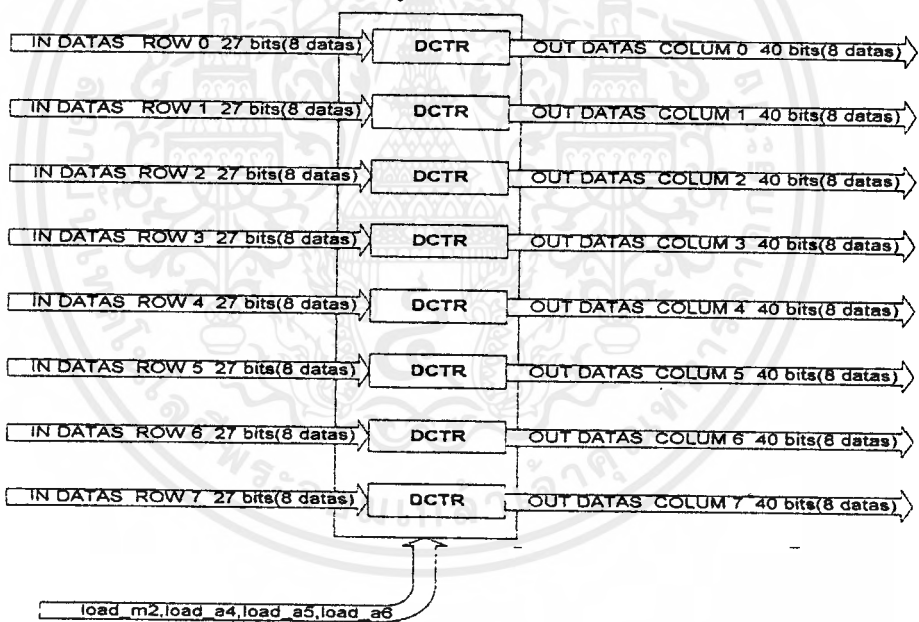 IN DATAS ROW 0 27 bits(8 datas) DCTR OUT DATAS COLUM 0 40 bits(8 datas)
IN DATAS ROW 1 27 bits(8 datas) DCTR OUT DATAS COLUM 1 40 bits(8 datas)
IN DATAS ROW 2 27 bits(8 datas) DCTR OUT DATAS COLUM 2 40 bits(8 datas)
IN DATAS ROW 3 27 bits(8 datas) DCTR OUT DATAS COLUM 3 40 bits(8 datas)
IN DATAS ROW 4 27 bits(8 datas) DCTR OUT DATAS COLUM 4 40 bits(8 datas)
IN DATAS ROW 5 27 bits(8 datas) DCTR OUT DATAS COLUM 5 40 bits(8 datas)
IN DATAS ROW 6 27 bits(8 datas) DCTR OUT DATAS COLUM 6 40 bits(8 datas)
IN DATAS ROW 7 27 bits(8 datas) DCTR OUT DATAS COLUM 7 40 bits(8 datas)
load_m2,load_a4,load_a5,load_a6